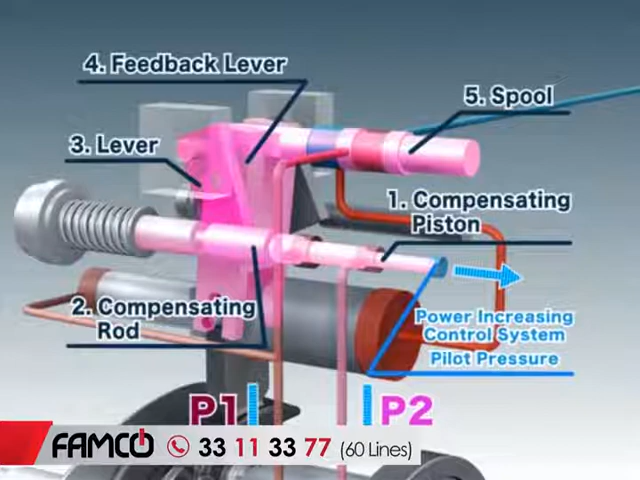 4. Feedback Lever
5. Spool
3. Lever
1. Compensating
Piston
2. Compensating
Rod
Power Increasing
Control System
Pilot Pressure
P1
P2
FAMCO 33 11 33 77 (60 Lines)